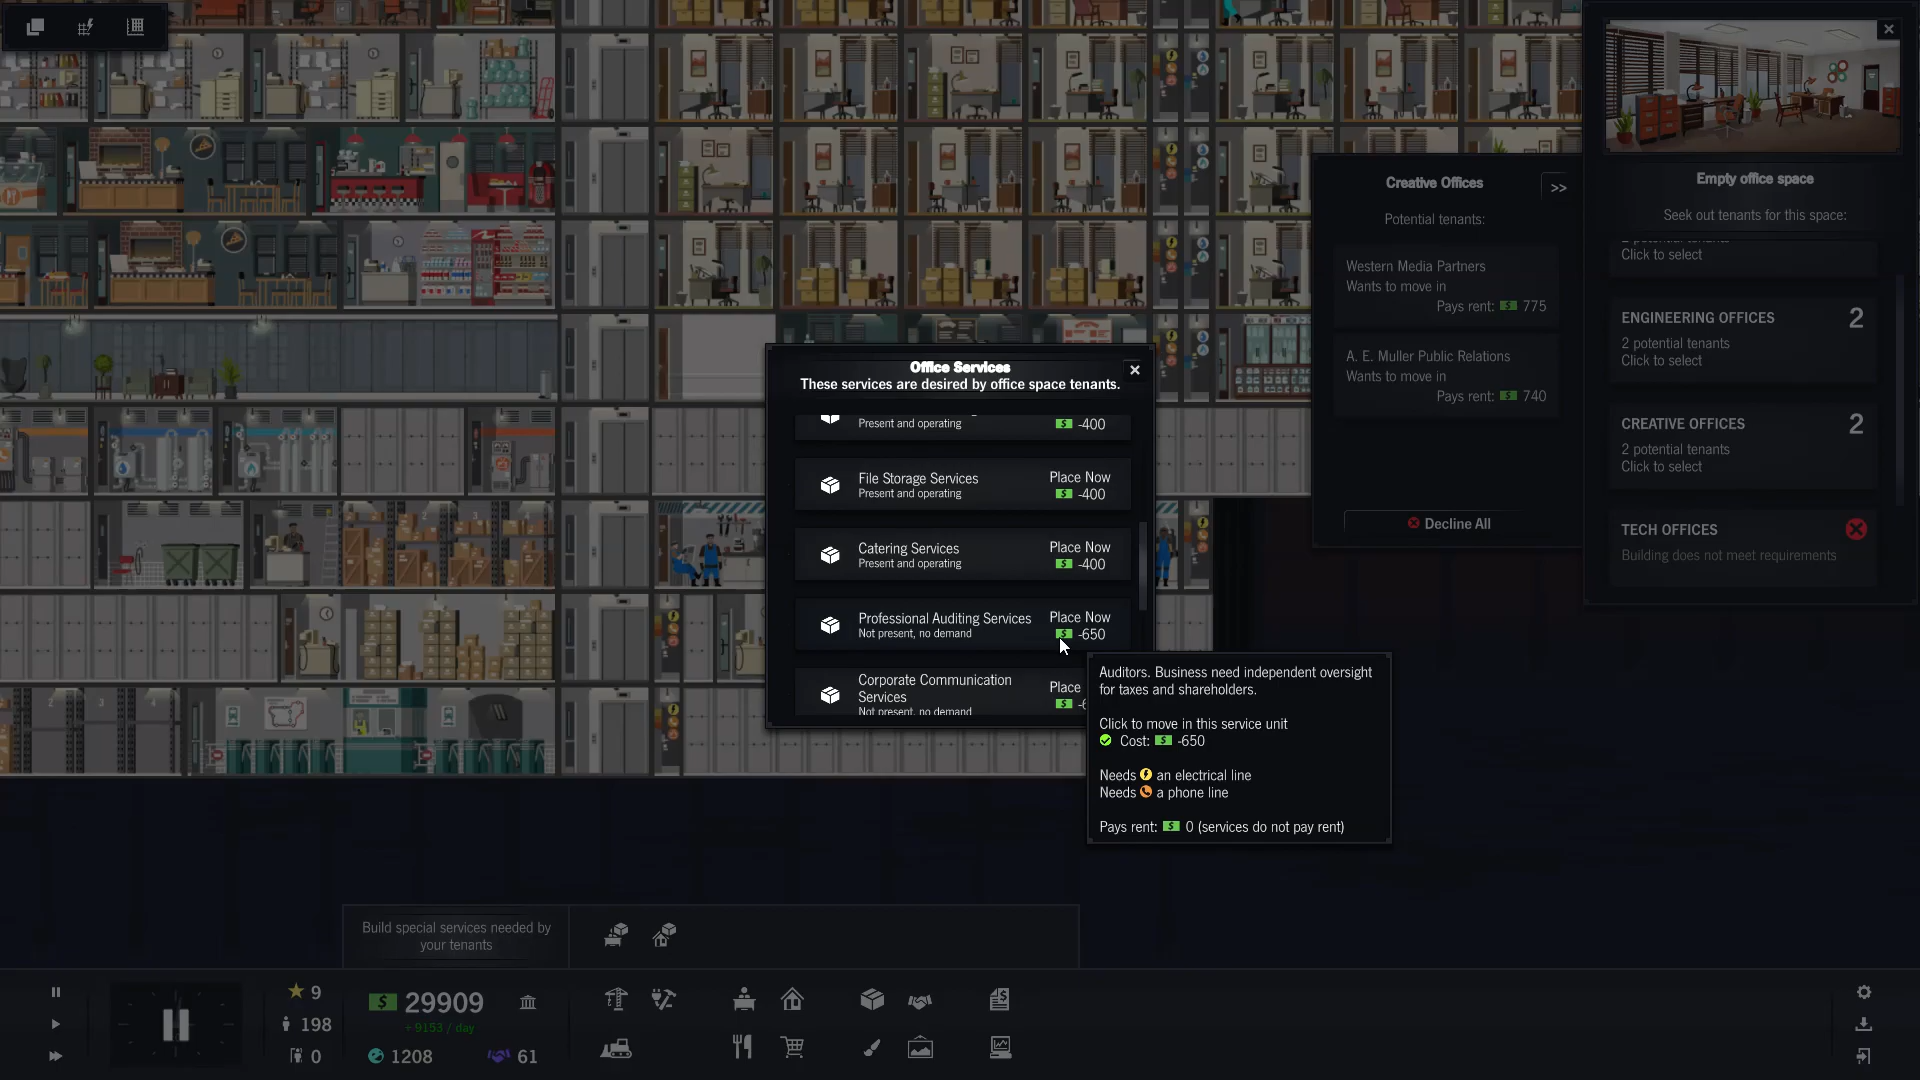 Empty office space
Seek out tenants for this space:
Click to select
ENGINEERING OFFICES 2
2 potential tenants
Click to select
CREATIVE OFFICES 2
2 potential tenants
Click to select
TECH OFFICES
Building does not meet requirements
Creative Offices >>
Potential tenants:
Western Media Partners
Wants to move in
Pays rent: $ 775
A. E. Muller Public Relations
Wants to move in
Pays rent: $ 740
Decline All
Office Services
These services are desired by office space tenants.
Present and operating $ -400
File Storage Services Place Now
Present and operating $ -400
Catering Services Place Now
Present and operating $ -400
Professional Auditing Services Place Now
Not present, no demand $ -650
Corporate Communication Services Place
Not present, no demand
Auditors. Business need independent oversight
for taxes and shareholders.
Click to move in this service unit
Cost: $ -650
Needs an electrical line
Needs a phone line
Pays rent: $ 0 (services do not pay rent)
Build special services needed by
your tenants
9
198
0
$ 29909
+ 9153 / day
1208
61